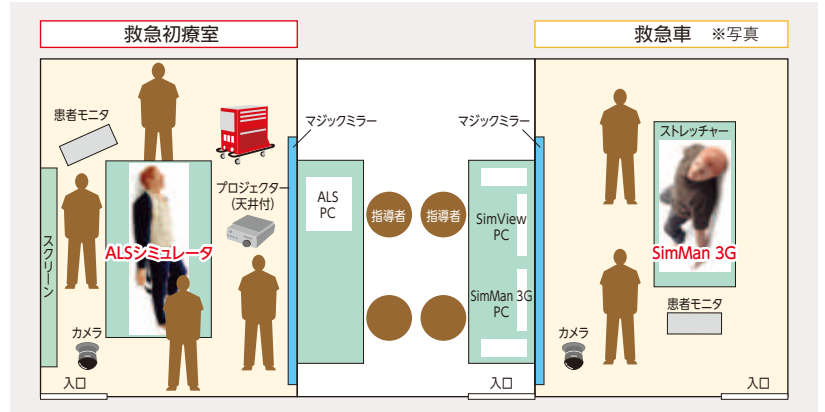 救急初療室
救急車 ※写真
患者モニタ
スクリーン
ALSシミュレータ
プロジェクター
(天井付)
カメラ
入口
マジックミラー
ALS
PC
指導者
指導者
マジックミラー
SimView
PC
SimMan 3G
PC
入口
ストレッチャー
SimMan 3G
患者モニタ
カメラ
入口